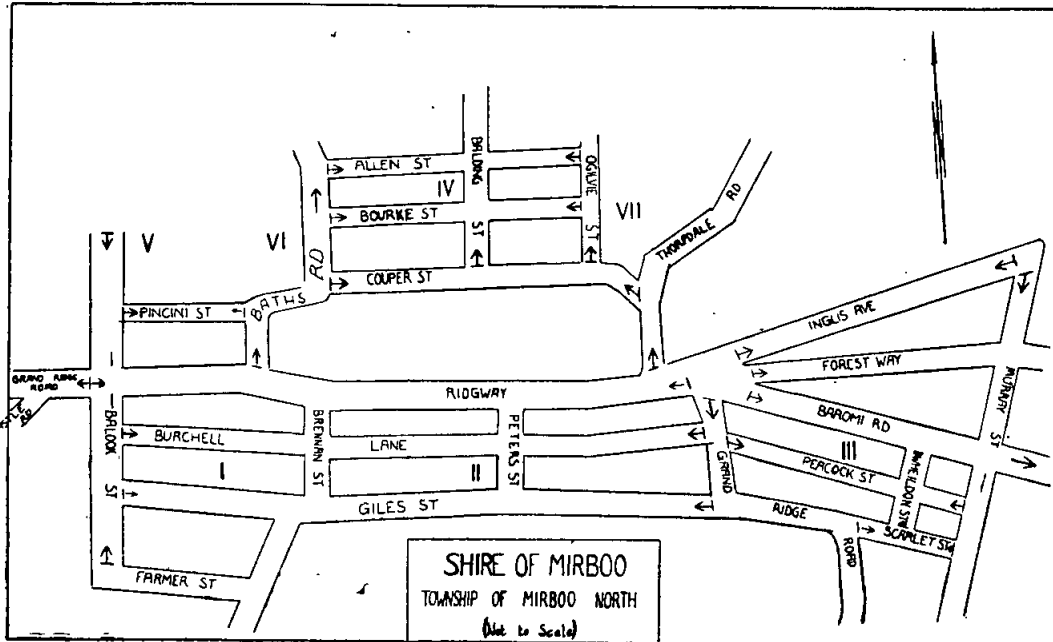 ALLEN ST
BALDING
ST
OGILVIE
ST
IV
BOURKE ST
VII
V
VI
RD
COUPER ST
THORPDALE
RD
PINCINI ST
BATHS
INGLIS AVE
FOREST WAY
MURRAY
ST
GRAND RIDGE
ROAD
RIDGWAY
BAROMI RD
BALOOK
ST
BURCHELL
LANE
BRENNAN ST
PETERS ST
I
II
III
GRAND
RIDGE
ROAD
PEACOCK ST
GILES ST
SCARLET ST
FARMER ST
SHIRE OF MIRBOO
TOWNSHIP OF MIRBOO NORTH
(Not to Scale)